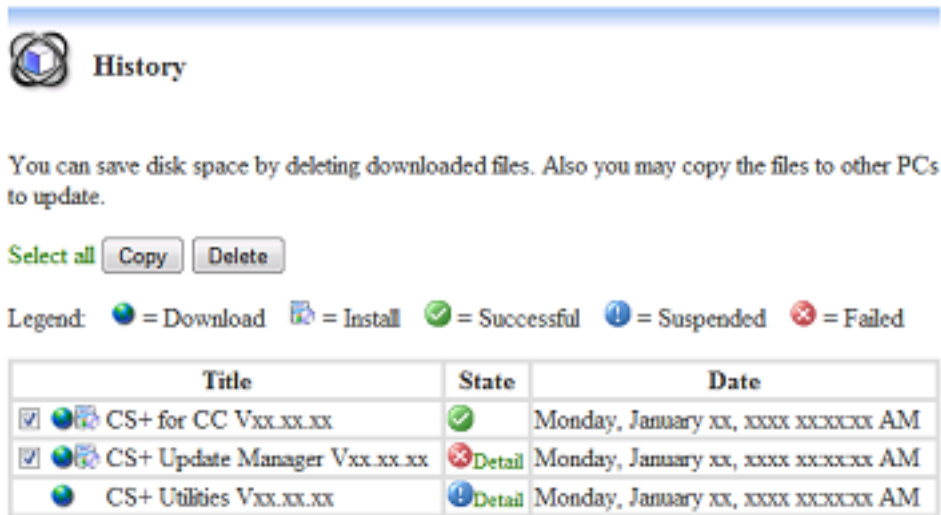 History
You can save disk space by deleting downloaded files. Also you may copy the files to other PCs
to update.
Select all Copy Delete
Legend: = Download = Install = Successful = Suspended = Failed
Title State Date
CS+ for CC Vxx.xx.xx Monday, January xx, xxxx xx:xx:xx AM
CS+ Update Manager Vxx.xx.xx Detail Monday, January xx, xxxx xx:xx:xx AM
CS+ Utilities Vxx.xx.xx Detail Monday, January xx, xxxx xx:xx:xx AM